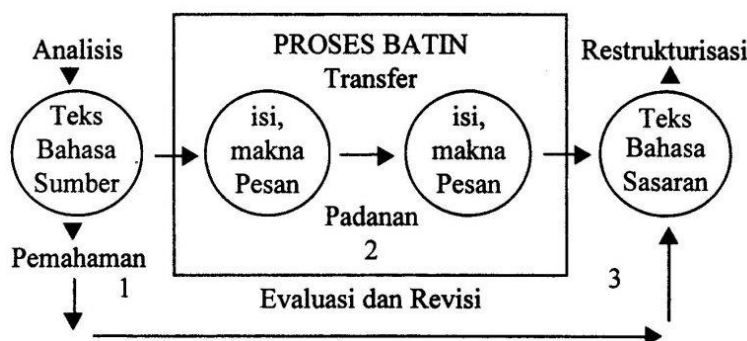 Analisis
PROSES BATIN
Transfer
Restrukturisasi
Teks
Bahasa
Sumber
isi,
makna
Pesan
isi,
makna
Pesan
Teks
Bahasa
Sasaran
Padanan
2
Pemahaman
1
3
Evaluasi dan Revisi